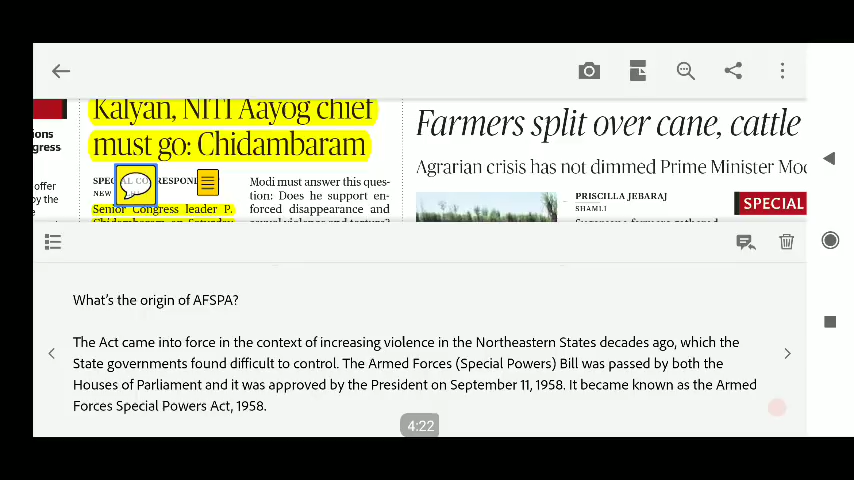 Kalyan, NITI Aayog chief
must go: Chidambaram
Farmers split over cane, cattle
Agrarian crisis has not dimmed Prime Minister
NEW
Senior Congress leader P.
Modi must answer this ques-
tion: Does he support en-
forced disappearance and
PRISCILLA JEBARAJ
SHAMLI
SPECIAL
ions
gress
offer
by the
What's the origin of AFSPA?
The Act came into force in the context of increasing violence in the Northeastern States decades ago, which the
State governments found difficult to control. The Armed Forces (Special Powers) Bill was passed by both the
Houses of Parliament and it was approved by the President on September 11, 1958. It became known as the Armed
Forces Special Powers Act, 1958.
4:22